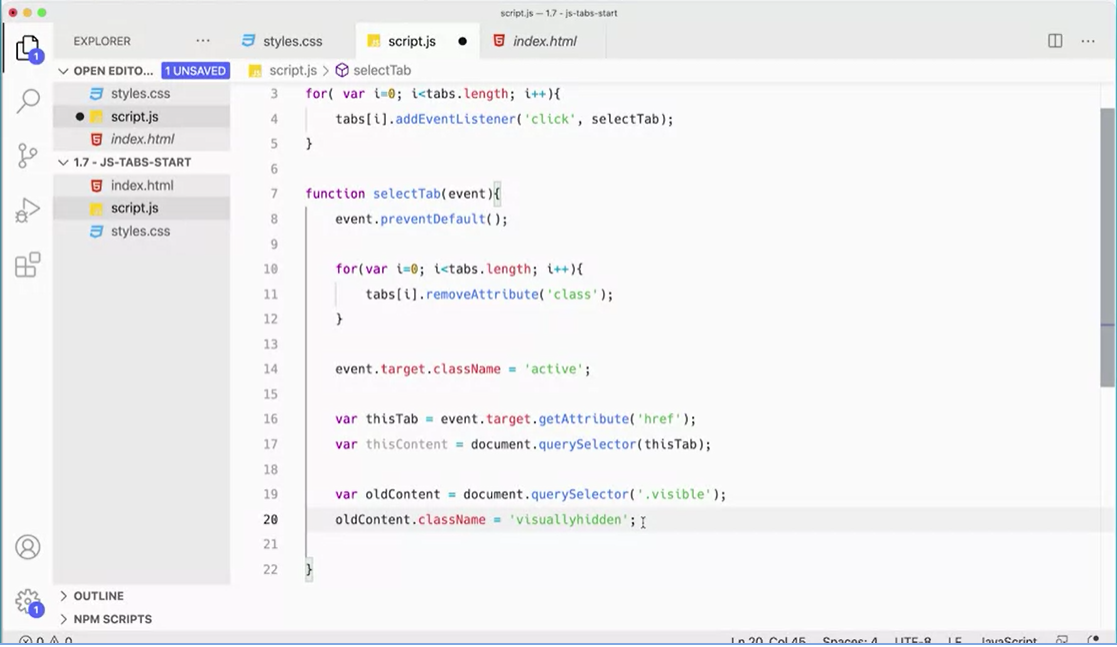 script.js — 1.7 - js-tabs-start
EXPLORER ···
styles.css script.js ● index.html ···
OPEN EDITO... 1 UNSAVED
script.js > selectTab
styles.css
script.js
index.html
1.7 - JS-TABS-START
index.html
script.js
styles.css
1
3 for( var i=0; i<tabs.length; i++){
4 tabs[i].addEventListener('click', selectTab);
5 }
6
7 function selectTab(event){
8 event.preventDefault();
9
10 for(var i=0; i<tabs.length; i++){
11 tabs[i].removeAttribute('class');
12 }
13
14 event.target.className = 'active';
15
16 var thisTab = event.target.getAttribute('href');
17 var thisContent = document.querySelector(thisTab);
18
19 var oldContent = document.querySelector('.visible');
20 oldContent.className = 'visuallyhidden';
21
22 }
OUTLINE
1
NPM SCRIPTS
0 0 Ln 20, Col 45 Spaces: 4 UTF-8 LF JavaScript